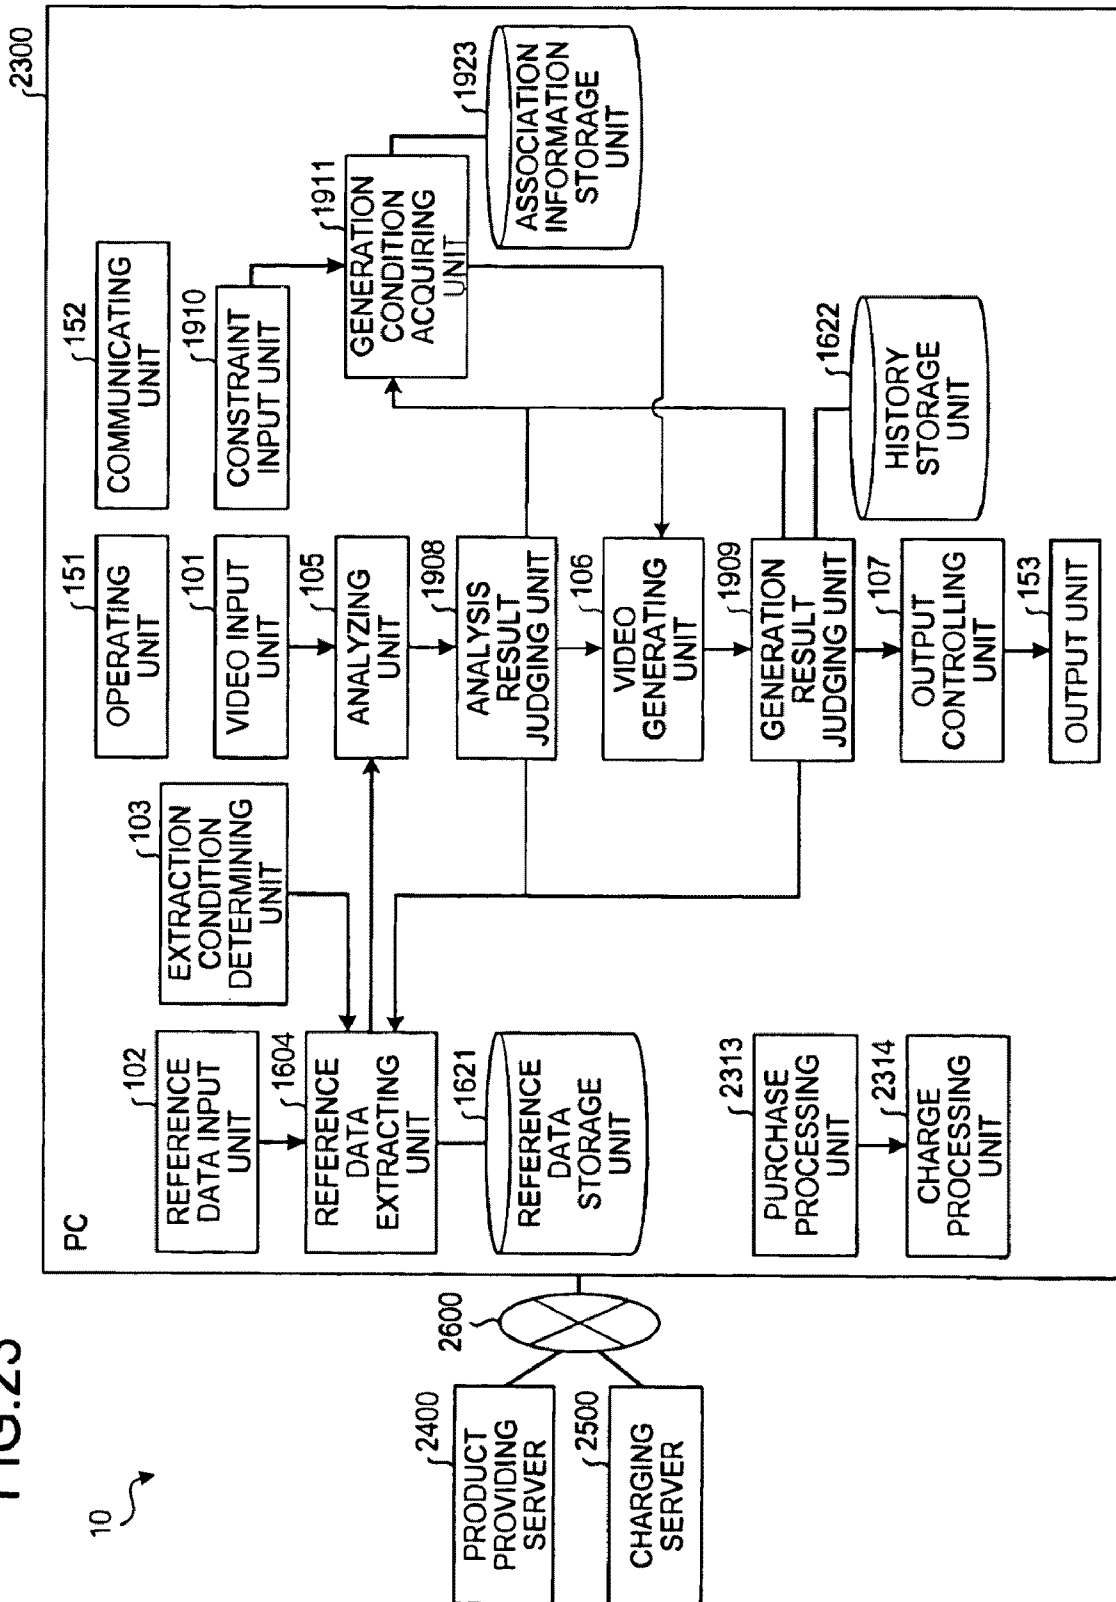 FIG.23
10
2300
PC
PRODUCT
PROVIDING
SERVER
2400
CHARGING
SERVER
2500
2600
REFERENCE
DATA INPUT
UNIT
102
REFERENCE
DATA
EXTRACTING
UNIT
1604
REFERENCE
DATA
STORAGE
UNIT
1621
PURCHASE
PROCESSING
UNIT
2313
CHARGE
PROCESSING
UNIT
2314
EXTRACTION
CONDITION
DETERMINING
UNIT
103
OPERATING
UNIT
151
VIDEO INPUT
UNIT
101
ANALYZING
UNIT
105
ANALYSIS
RESULT
JUDGING UNIT
1908
VIDEO
GENERATING
UNIT
106
GENERATION
RESULT
JUDGING UNIT
1909
OUTPUT
CONTROLLING
UNIT
107
OUTPUT UNIT
153
COMMUNICATING
UNIT
152
CONSTRAINT
INPUT UNIT
1910
GENERATION
CONDITION
ACQUIRING
UNIT
1911
ASSOCIATION
INFORMATION
STORAGE
UNIT
1923
HISTORY
STORAGE
UNIT
1622